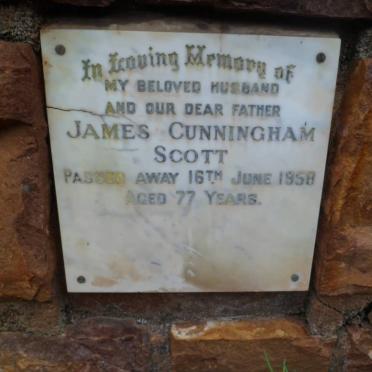 In Loving Memory of
MY BELOVED HUSBAND
AND OUR DEAR FATHER
JAMES CUNNINGHAM
SCOTT
PASSED AWAY 16TH JUNE 1958
AGED 77 YEARS.